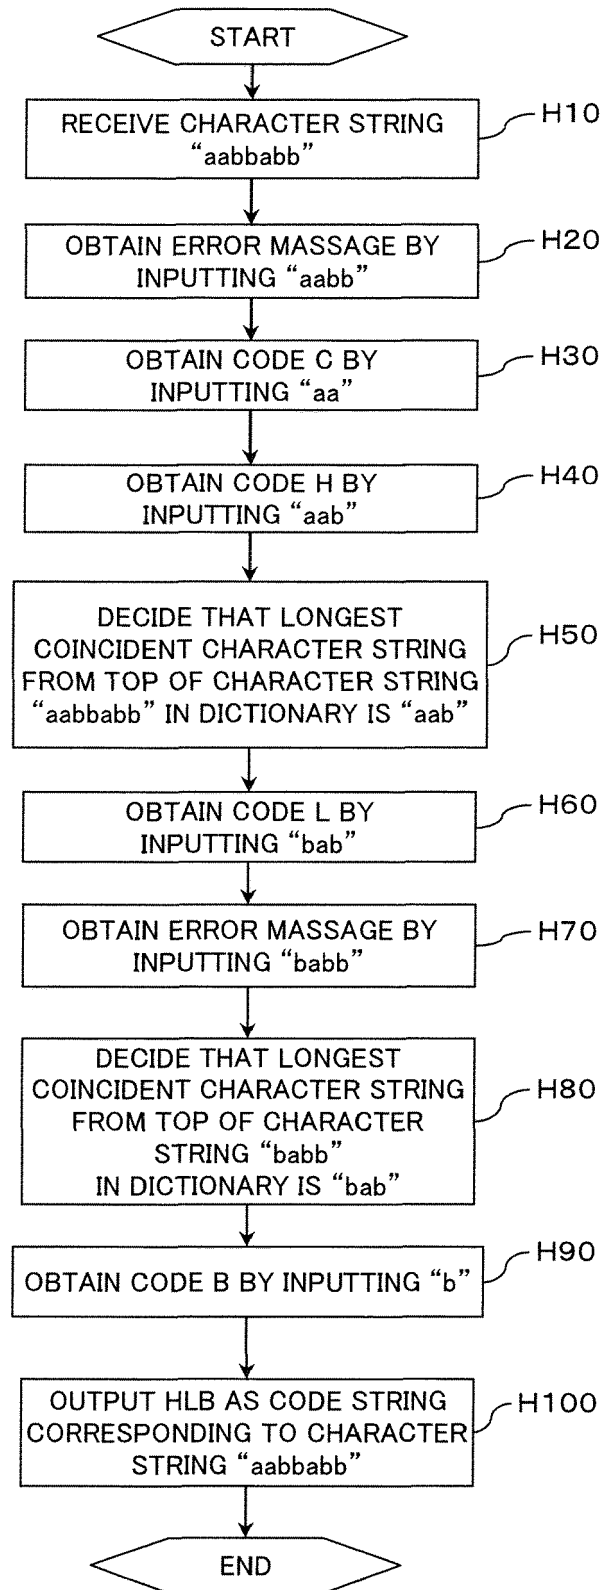 START
RECEIVE CHARACTER STRING
“aabbabb”
H10
OBTAIN ERROR MASSAGE BY
INPUTTING “aabb”
H20
OBTAIN CODE C BY
INPUTTING “aa”
H30
OBTAIN CODE H BY
INPUTTING “aab”
H40
DECIDE THAT LONGEST
COINCIDENT CHARACTER STRING
FROM TOP OF CHARACTER STRING
“aabbabb” IN DICTIONARY IS “aab”
H50
OBTAIN CODE L BY
INPUTTING “bab”
H60
OBTAIN ERROR MASSAGE BY
INPUTTING “babb”
H70
DECIDE THAT LONGEST
COINCIDENT CHARACTER STRING
FROM TOP OF CHARACTER
STRING “babb”
IN DICTIONARY IS “bab”
H80
OBTAIN CODE B BY INPUTTING “b”
H90
OUTPUT HLB AS CODE STRING
CORRESPONDING TO CHARACTER
STRING “aabbabb”
H100
END